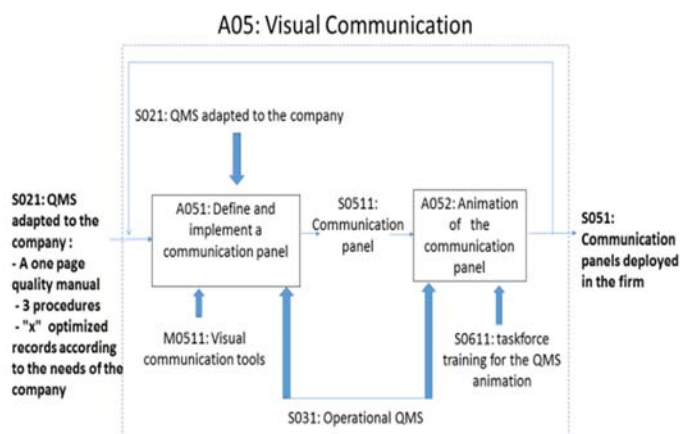 A05: Visual Communication
S021: QMS adapted to the company
S021: QMS
adapted to the
company :
- A one page
quality manual
- 3 procedures
- "x" optimized
records according
to the needs of the
company
A051: Define and
implement a
communication panel
S0511:
Communication
panel
A052: Animation
of the
communication
panel
S051:
Communication
panels deployed
in the firm
M0511: Visual
communication tools
S0611: taskforce
training for the QMS
animation
S031: Operational QMS